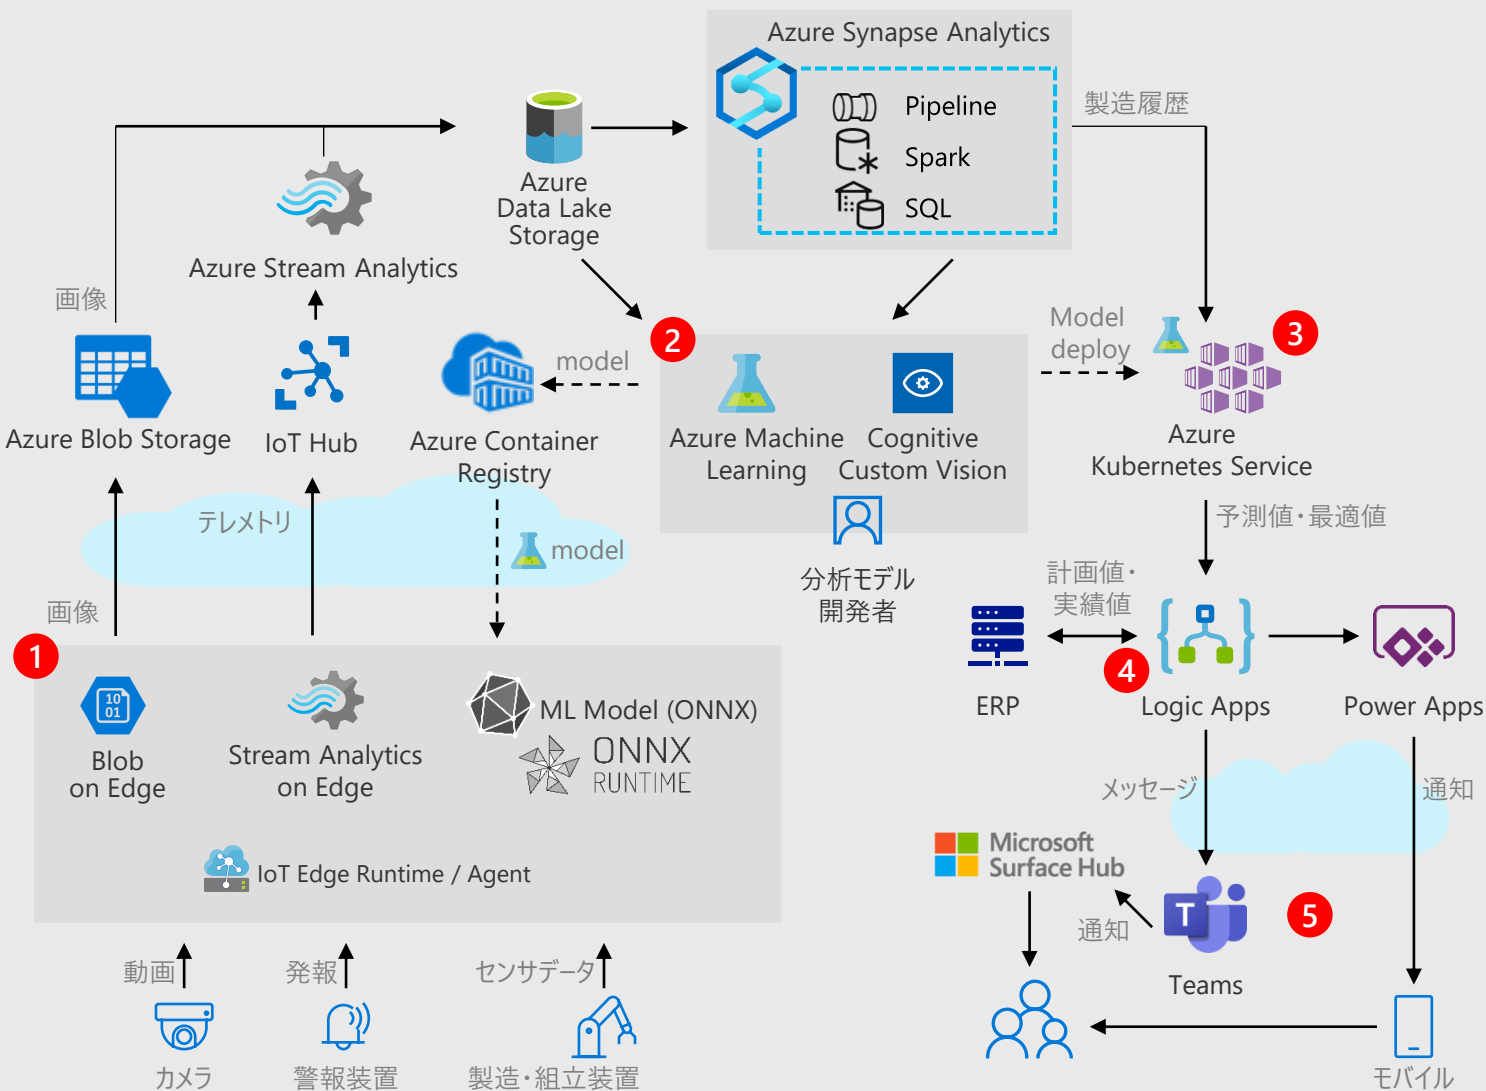 Azure Synapse Analytics
Pipeline
Spark
SQL
製造履歴
Azure
Data Lake
Storage
Azure Stream Analytics
画像
2
model
Model
deploy
3
Azure Blob Storage
IoT Hub
Azure Container
Registry
Azure Machine
Learning
Cognitive
Custom Vision
Azure
Kubernetes Service
テレメトリ
model
分析モデル
開発者
予測値・最適値
計画値・
実績値
画像
1
10
01
Blob
on Edge
Stream Analytics
on Edge
ML Model (ONNX)
ONNX
RUNTIME
IoT Edge Runtime / Agent
ERP
4
Logic Apps
Power Apps
メッセージ
通知
Microsoft
Surface Hub
通知
T
5
Teams
動画
発報
センサデータ
カメラ
警報装置
製造・組立装置
モバイル